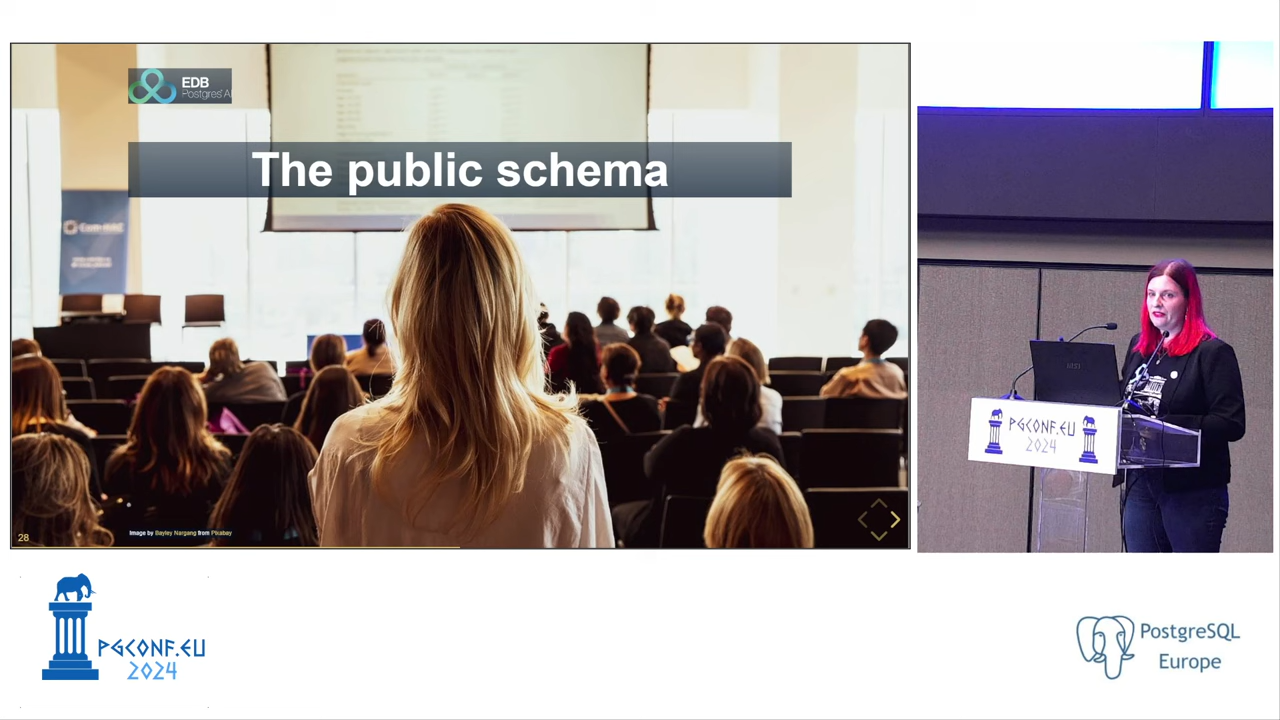 EDB
Postgres AI
The public schema
28
Image by Bayley Nargang from Pixabay
PGCONF.EU
2024
PGCONF.EU
2024
PostgreSQL
Europe